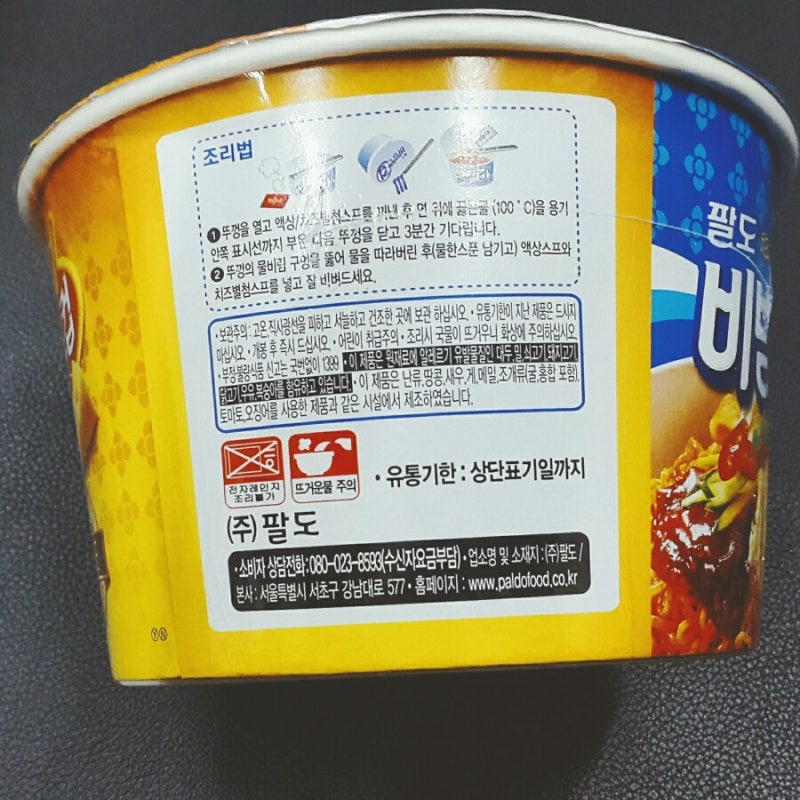 조리법
❶ 뚜껑을 열고 액상/치즈별첨스프를 꺼낸 후 면 위에 끓는물(100˚C)을 용기
안쪽 표시선까지 부은 다음 뚜껑을 닫고 3분간 기다립니다.
❷ 뚜껑의 물버림 구멍을 뚫어 물을 따라버린 후(물한스푼 남기고) 액상스프와
치즈별첨스프를 넣고 잘 비벼드세요.
•보관주의 : 고온,직사광선을 피하고 서늘하고 건조한 곳에 보관 하십시오. •유통기한이 지난 제품은 드시지
마십시오. •개봉 후 즉시 드십시오. •어린이 취급주의 •조리시 국물이 뜨거우니 화상에 주의하십시오.
•부정·불량식품 신고는 국번없이 1399 •이 제품은 원재료에 알레르기 유발물질인 대두,밀,쇠고기,돼지고기,
닭고기,우유,복숭아를 함유하고 있습니다. •이 제품은 난류,땅콩,새우,게,메밀,조개류(굴,홍합 포함),
토마토,오징어를 사용한 제품과 같은 시설에서 제조하였습니다.
전자레인지
조리불가
뜨거운물 주의
•유통기한 : 상단표기일까지
(주)팔도
•소비자 상담전화 : 080-023-8593(수신자요금부담) •업소명 및 소재지 : (주)팔도 /
본사 : 서울특별시 서초구 강남대로 577 •홈페이지 : www.paldofood.co.kr
팔도
비빔